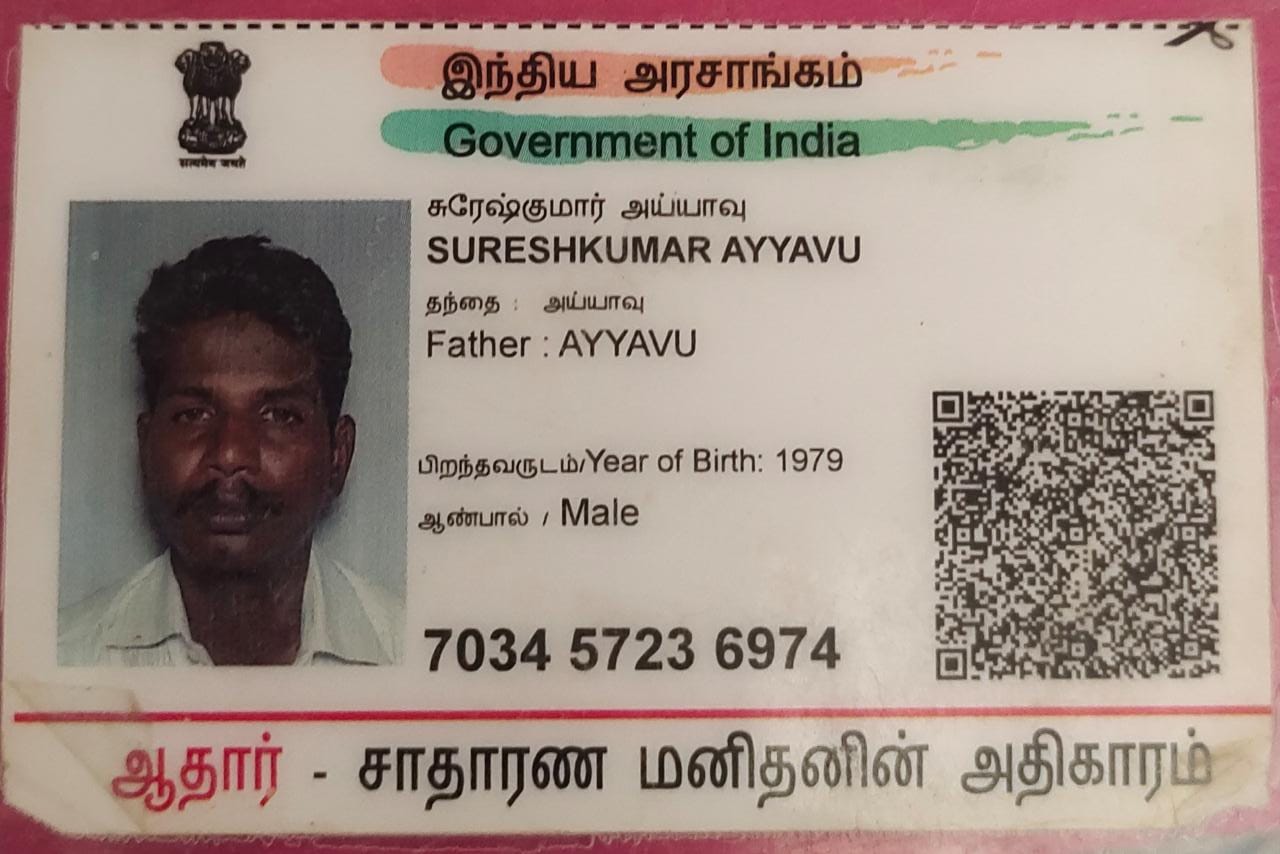 இந்திய அரசாங்கம்
Government of India
सत्यमेव जयते
சுரேஷ்குமார் அய்யாவு
SURESHKUMAR AYYAVU
தந்தை : அய்யாவு
Father : AYYAVU
பிறந்தவருடம்/Year of Birth: 1979
ஆண்பால் / Male
7034 5723 6974
ஆதார் - சாதாரண மனிதனின் அதிகாரம்